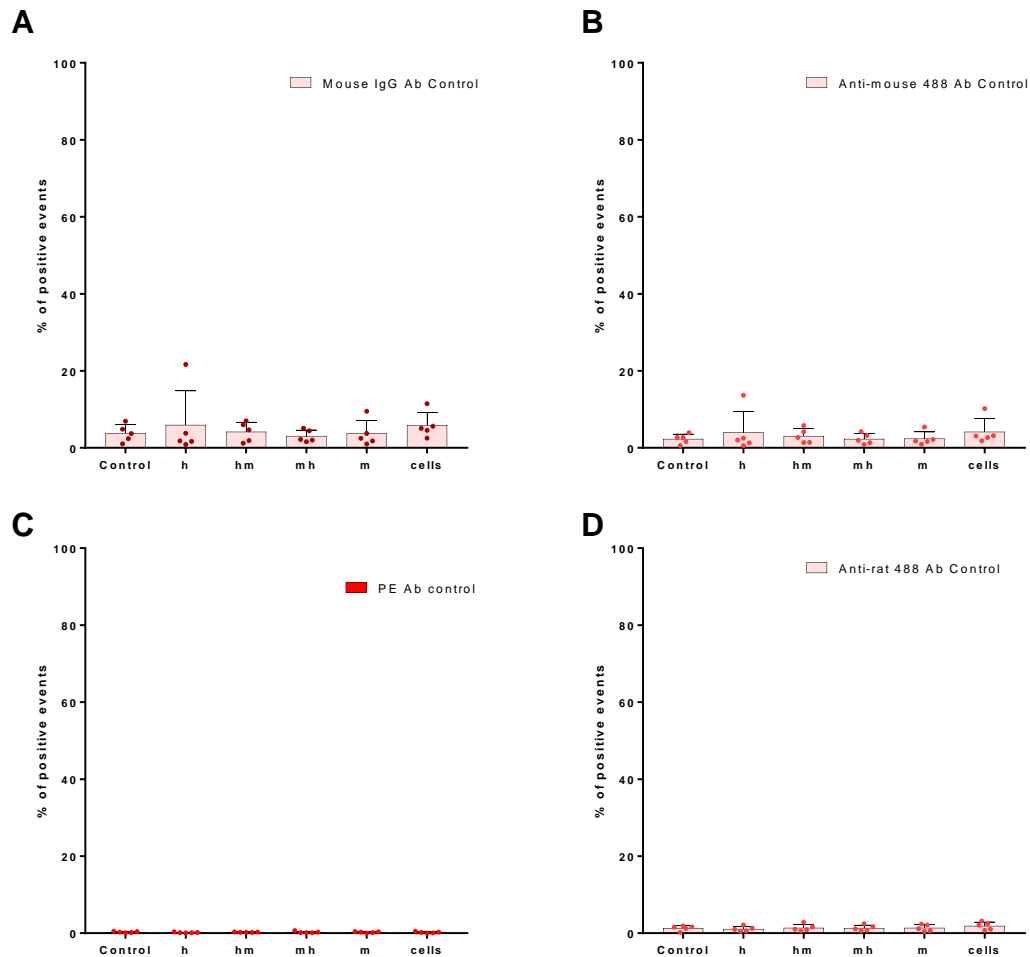 A
% of positive events
100
80
60
40
20
0
Mouse IgG Ab Control
Control h hm mh m cells
B
% of positive events
100
80
60
40
20
0
Anti-mouse 488 Ab Control
Control h hm mh m cells
C
% of positive events
100
80
60
40
20
0
PE Ab control
Control h hm mh m cells
D
% of positive events
100
80
60
40
20
0
Anti-rat 488 Ab Control
Control h hm mh m cells